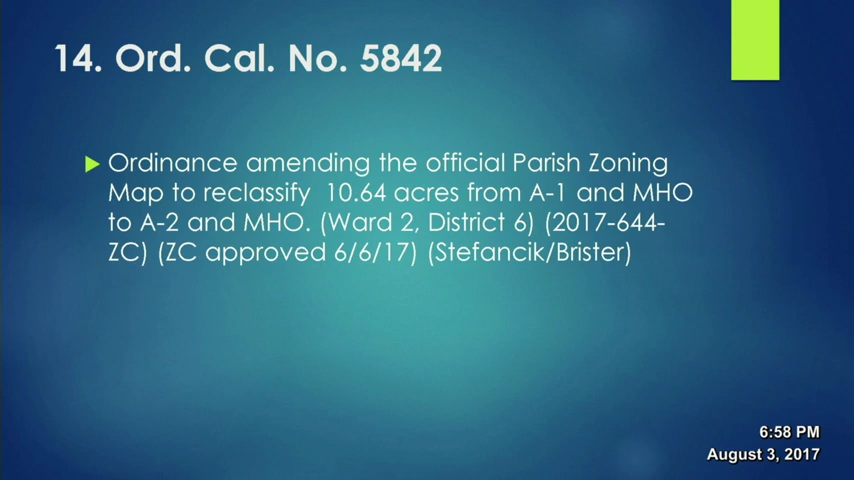 14. Ord. Cal. No. 5842
Ordinance amending the official Parish Zoning
Map to reclassify 10.64 acres from A-1 and MHO
to A-2 and MHO. (Ward 2, District 6) (2017-644-
ZC) (ZC approved 6/6/17) (Stefancik/Brister)
6:58 PM
August 3, 2017